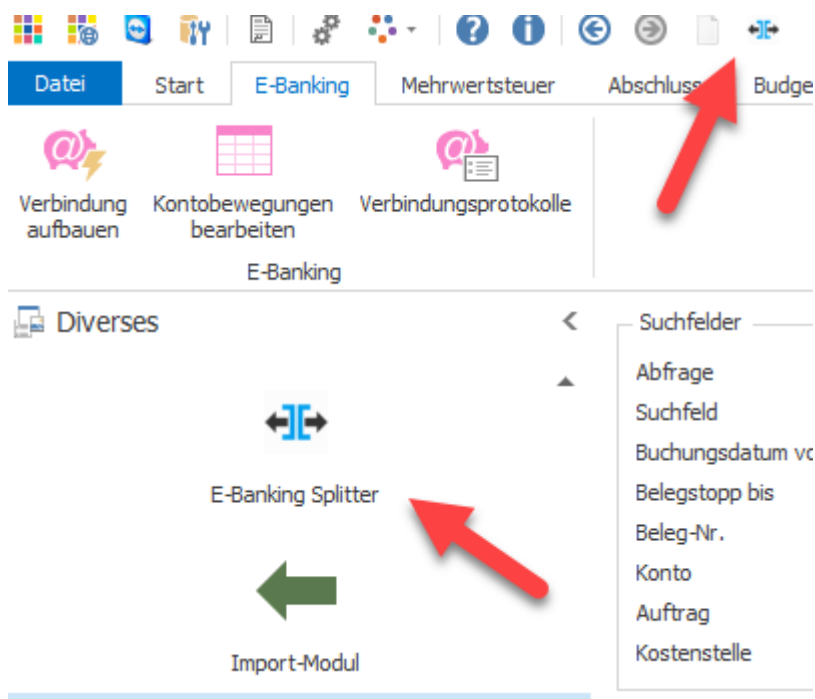 Datei Start E-Banking Mehrwertsteuer Abschluss Budge
Verbindung aufbauen
Kontobewegungen bearbeiten
Verbindungsprotokolle
E-Banking
Diverses
E-Banking Splitter
Import-Modul
Suchfelder
Abfrage
Suchfeld
Buchungsdatum vo
Belegstopp bis
Beleg-Nr.
Konto
Auftrag
Kostenstelle